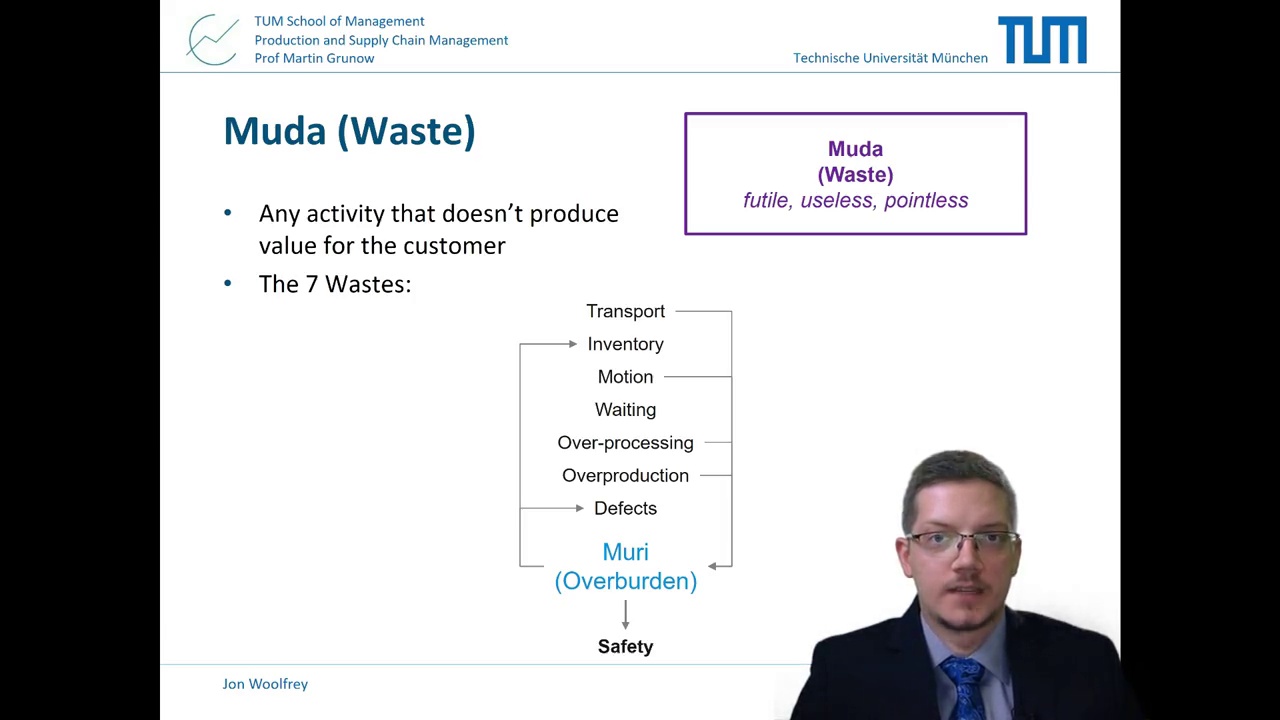 TUM School of Management
Production and Supply Chain Management
Prof Martin Grunow
Technische Universität München
TUM
Muda (Waste)
Muda
(Waste)
futile, useless, pointless
• Any activity that doesn't produce
value for the customer
• The 7 Wastes:
Transport
Inventory
Motion
Waiting
Over-processing
Overproduction
Defects
Muri
(Overburden)
Safety
Jon Woolfrey